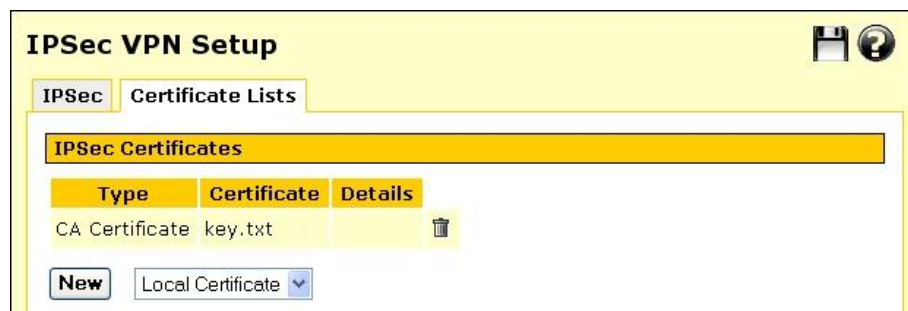 IPSec VPN Setup
IPSec Certificate Lists
IPSec Certificates
Type Certificate Details
CA Certificate key.txt
New Local Certificate